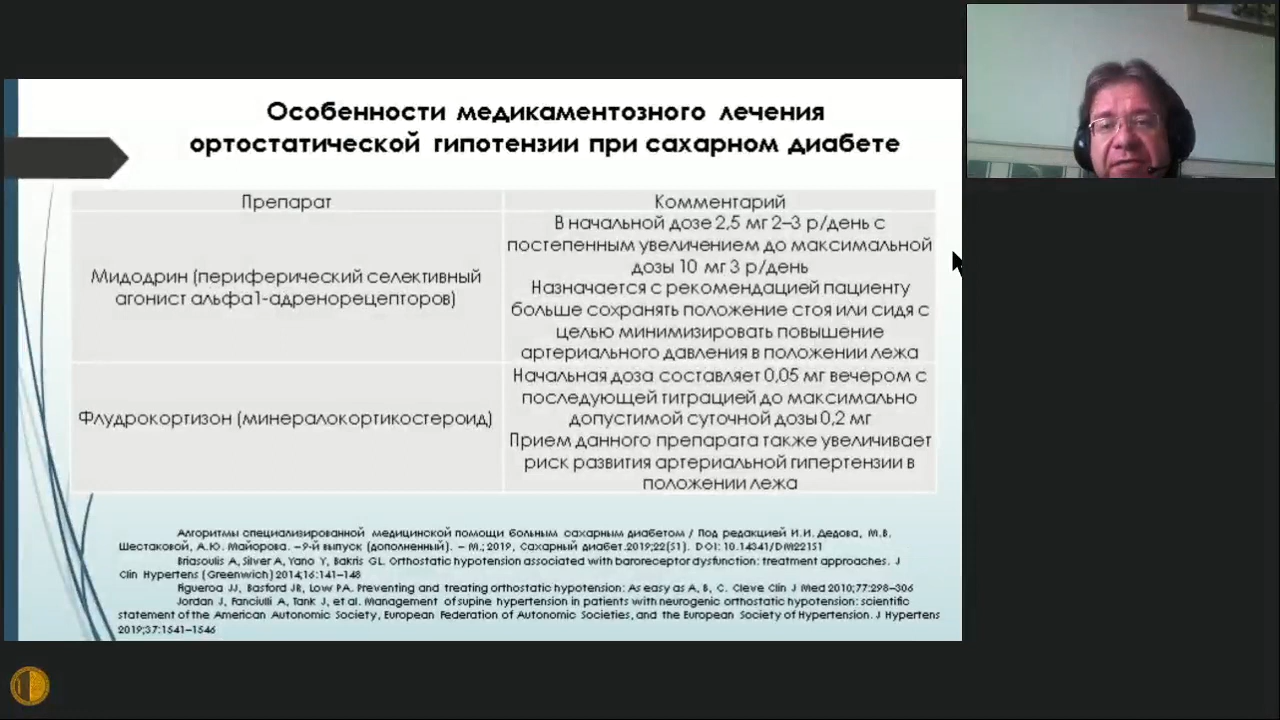 Особенности медикаментозного лечения
ортостатической гипотензии при сахарном диабете
Препарат
Комментарий
Мидодрин (периферический селективный
агонист альфа1-адренорецепторов)
В начальной дозе 2,5 мг 2–3 р/день с
постепенным увеличением до максимальной
дозы 10 мг 3 р/день
Назначается с рекомендацией пациенту
больше сохранять положение стоя или сидя с
целью минимизировать повышение
артериального давления в положении лежа
Флудрокортизон (минералокортикостероид)
Начальная доза составляет 0,05 мг вечером с
последующей титрацией до максимально
допустимой суточной дозы 0,2 мг
Прием данного препарата также увеличивает
риск развития артериальной гипертензии в
положении лежа
Алгоритмы специализированной медицинской помощи больным сахарным диабетом / Под редакцией И.И. Дедова, М.В.
Шестаковой, А.Ю. Майорова. –9-й выпуск (дополненный). – М.; 2019, Сахарный диабет.2019;22(S1). DOI: 10.14341/DM221S1
Briasoulis A, Silver A, Yano Y, Bakris GL. Orthostatic hypotension associated with baroreceptor dysfunction: treatment approaches. J
Clin Hypertens (Greenwich) 2014;16:141–148
Figueroa JJ, Basford JR, Low PA. Preventing and treating orthostatic hypotension: As easy as A, B, C. Cleve Clin J Med 2010;77:298–306
Jordan J, Fanciulli A, Tank J, et al. Management of supine hypertension in patients with neurogenic orthostatic hypotension: scientific
statement of the American Autonomic Society, European Federation of Autonomic Societies, and the European Society of Hypertension. J Hypertens
2019;37:1541–1546